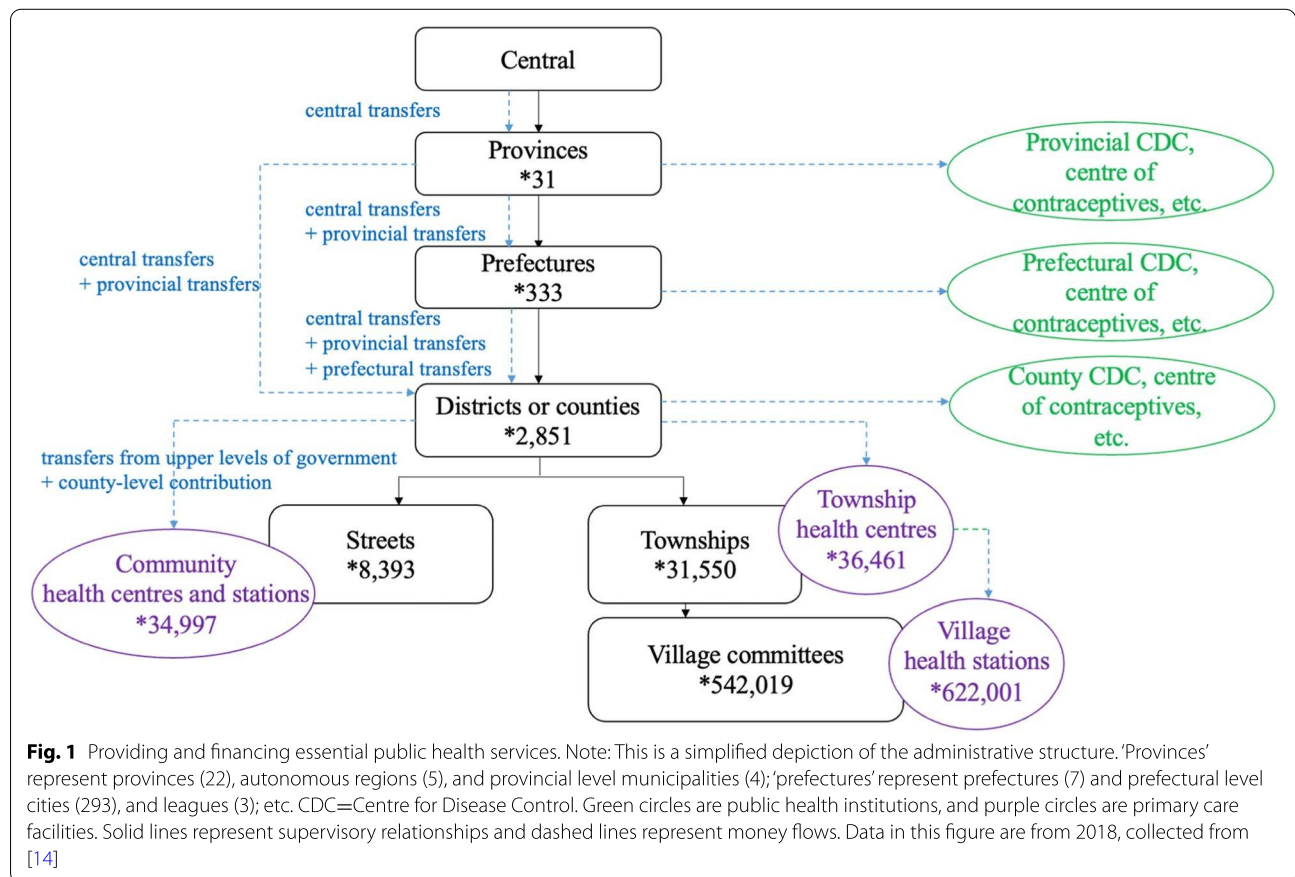 Central
central transfers
Provinces
*31
Provincial CDC,
centre of
contraceptives, etc.
central transfers
+ provincial transfers
central transfers
+ provincial transfers
Prefectures
*333
Prefectural CDC,
centre of
contraceptives, etc.
central transfers
+ provincial transfers
+ prefectural transfers
Districts or counties
*2,851
County CDC, centre
of contraceptives,
etc.
transfers from upper levels of government
+ county-level contribution
Community
health centres and stations
*34,997
Streets
*8,393
Townships
*31,550
Township
health centres
*36,461
Village committees
*542,019
Village
health stations
*622,001
Fig. 1 Providing and financing essential public health services. Note: This is a simplified depiction of the administrative structure. ‘Provinces’
represent provinces (22), autonomous regions (5), and provincial level municipalities (4); ‘prefectures’ represent prefectures (7) and prefectural level
cities (293), and leagues (3); etc. CDC=Centre for Disease Control. Green circles are public health institutions, and purple circles are primary care
facilities. Solid lines represent supervisory relationships and dashed lines represent money flows. Data in this figure are from 2018, collected from
[14]